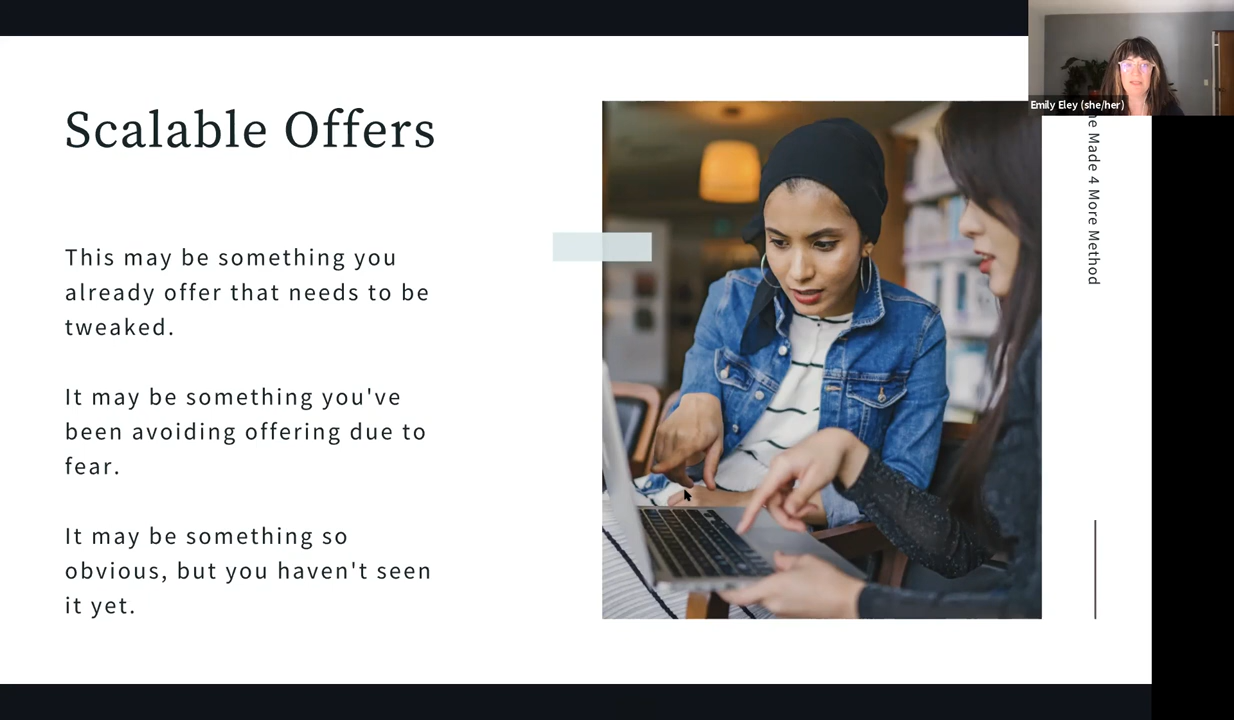 Scalable Offers
This may be something you
already offer that needs to be
tweaked.
It may be something you've
been avoiding offering due to
fear.
It may be something so
obvious, but you haven't seen
it yet.
Emily Eley (she/her)
Made 4 More Method